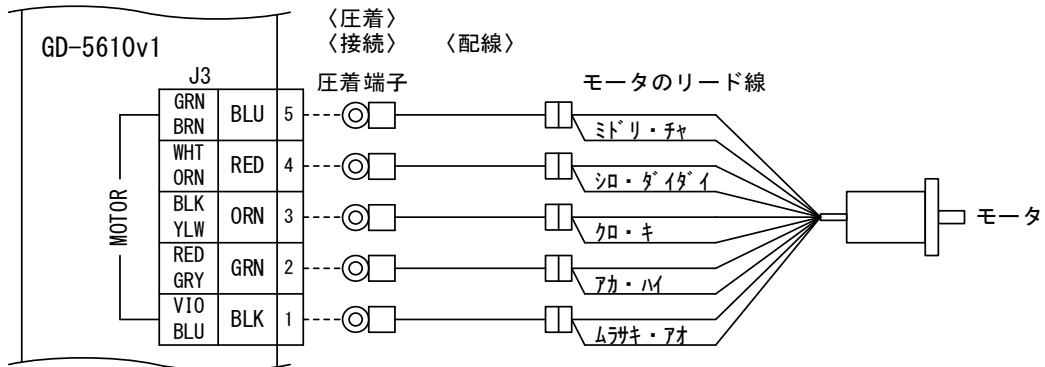 〈圧着〉
〈接続〉 〈配線〉
GD-5610v1
J3
圧着端子
モータのリード線
GRN
BRN
BLU
5
ﾐﾄﾞﾘ・ﾁｬ
WHT
ORN
RED
4
ｼﾛ・ﾀﾞｲﾀﾞｲ
BLK
YLW
ORN
3
ｸﾛ・ｷ
RED
GRY
GRN
2
ｱｶ・ﾊｲ
VIO
BLU
BLK
1
ﾑﾗｻｷ・ｱｵ
MOTOR
モータ